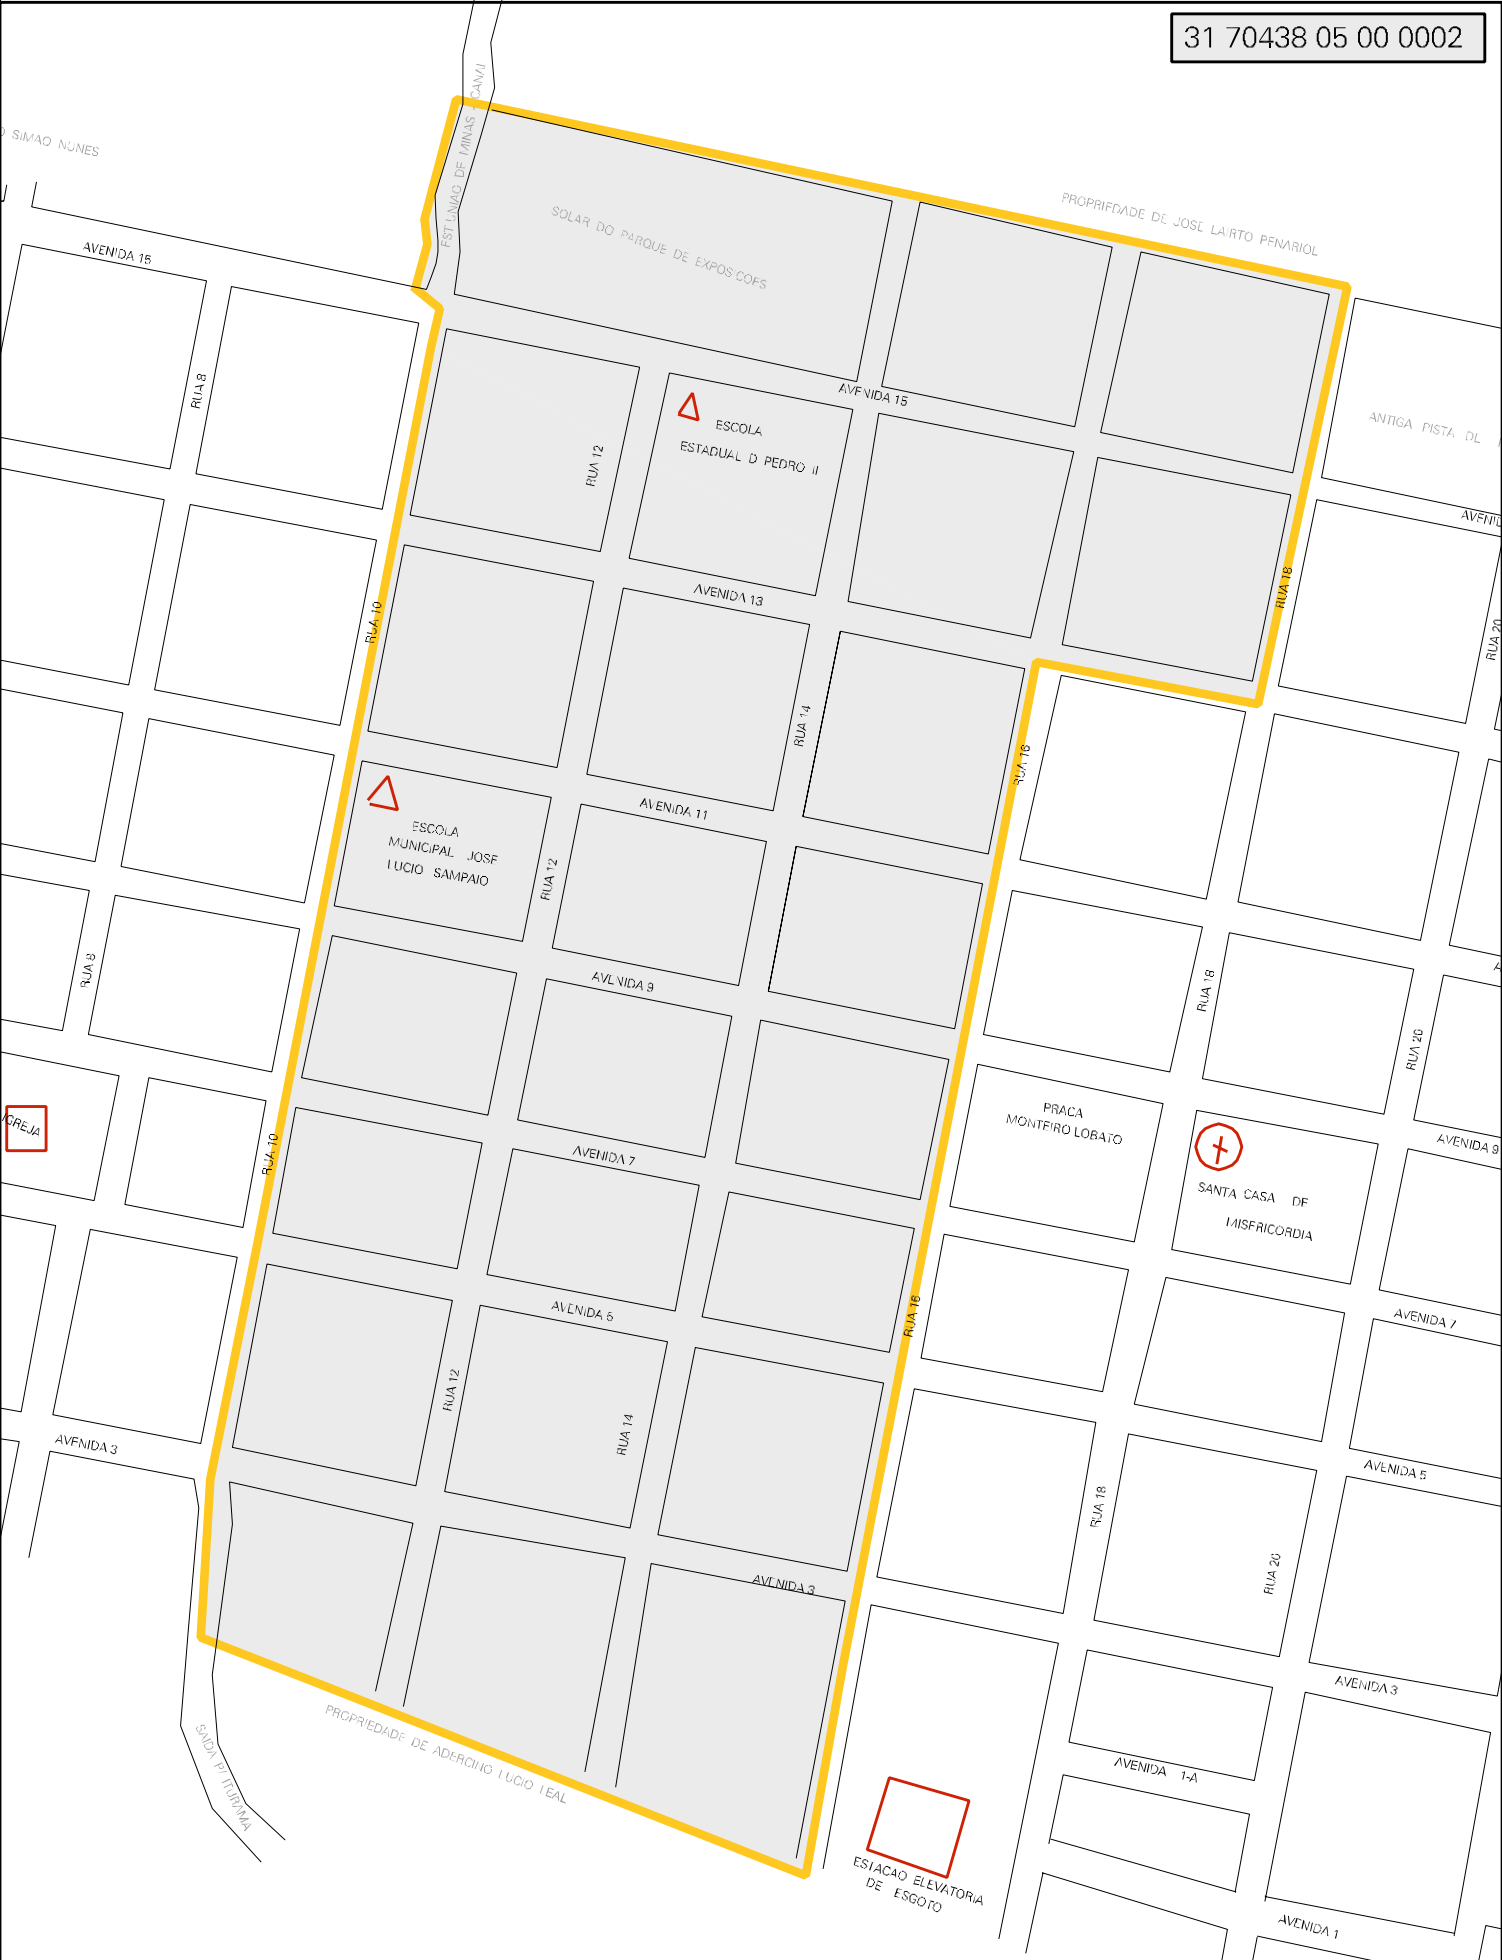 31 70438 05 00 0002
SIMAO NUNES
PROPRIEDADE DE JOSE LAIRTO PENARIOL
SOLAR DO PARQUE DE EXPOSICOES
AVENIDA 15
RUA 8
AVENIDA 15
ESCOLA
ESTADUAL D PEDRO II
RUA 12
ANTIGA PISTA
RUA 18
AVENIDA 13
RUA 10
RUA 20
RUA 14
RUA 16
AVENIDA 11
ESCOLA
MUNICIPAL JOSE
LUCIO SAMPAIO
RUA 12
RUA 8
AVENIDA 9
RUA 18
RUA 20
PRACA
MONTEIRO LOBATO
IGREJA
RUA 10
AVENIDA 7
AVENIDA 9
SANTA CASA DE
MISERICORDIA
AVENIDA 5
RUA 16
AVENIDA 7
RUA 12
RUA 14
AVENIDA 3
AVENIDA 5
RUA 18
RUA 20
AVENIDA 3
AVENIDA 3
PROPRIEDADE DE ADERCINO LUCIO LEAL
SAIDA P/ ITURAMA
AVENIDA 1-A
ESTACAO ELEVATORIA
DE ESGOTO
AVENIDA 1